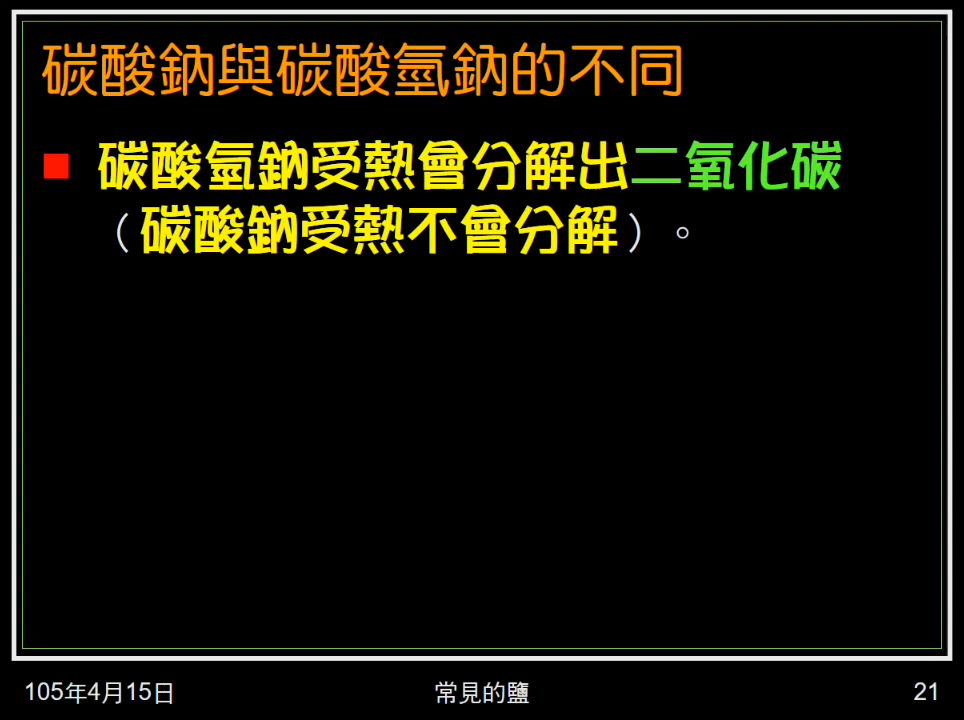 碳酸鈉與碳酸氫鈉的不同
碳酸氫鈉受熱會分解出二氧化碳
（碳酸鈉受熱不會分解）。
105年4月15日
常見的鹽
21